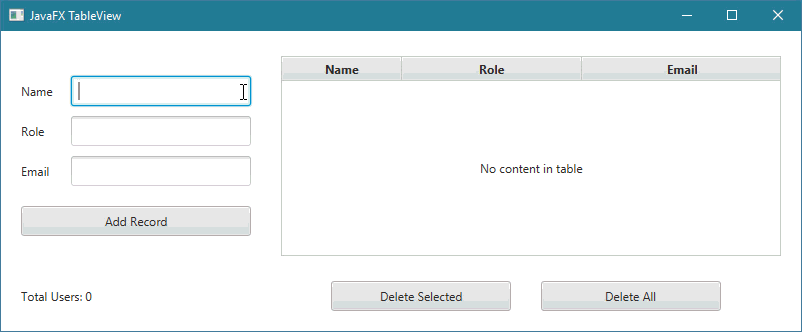 JavaFX TableView
Name
Role
Email
Add Record
Total Users: 0
Name Role Email
No content in table
Delete Selected Delete All